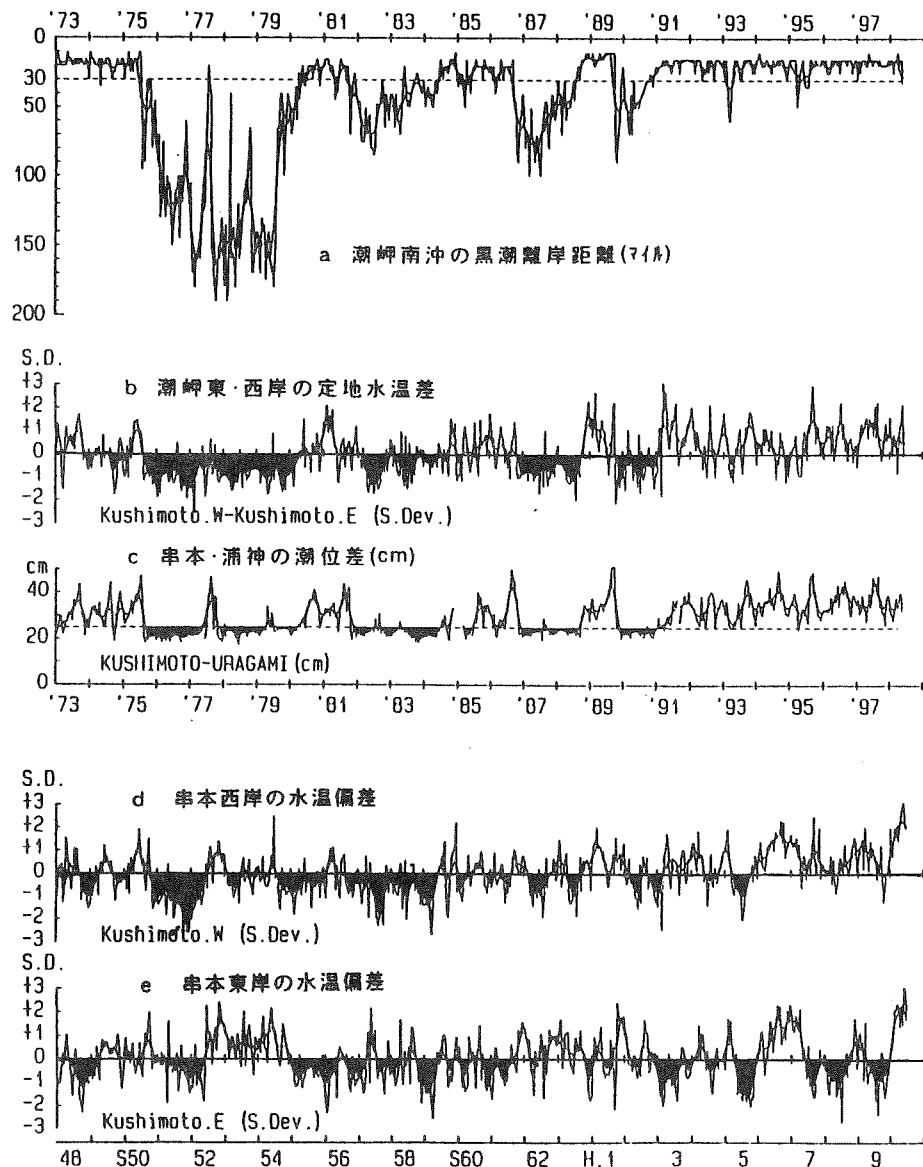 '73 '75 '77 '79 '81 '83 '85 '87 '89 '91 '93 '95 '97
0
30
50
100
150
200
a 潮岬南沖の黒潮離岸距離(マイル)
S.D.
+3
+2
+1
0
-1
-2
-3
b 潮岬東・西岸の定地水温差
Kushimoto.W-Kushimoto.E (S.Dev.)
c 串本・浦神の潮位差(cm)
cm
40
20
0
KUSHIMOTO-URAGAMI(cm)
'73 '75 '77 '79 '81 '83 '85 '87 '89 '91 '93 '95 '97
S.D.
+3
+2
+1
0
-1
-2
-3
d 串本西岸の水温偏差
Kushimoto.W (S.Dev.)
S.D.
+3
+2
+1
0
-1
-2
-3
e 串本東岸の水温偏差
Kushimoto.E (S.Dev.)
48 S50 52 54 56 58 S60 62 H.1 3 5 7 9